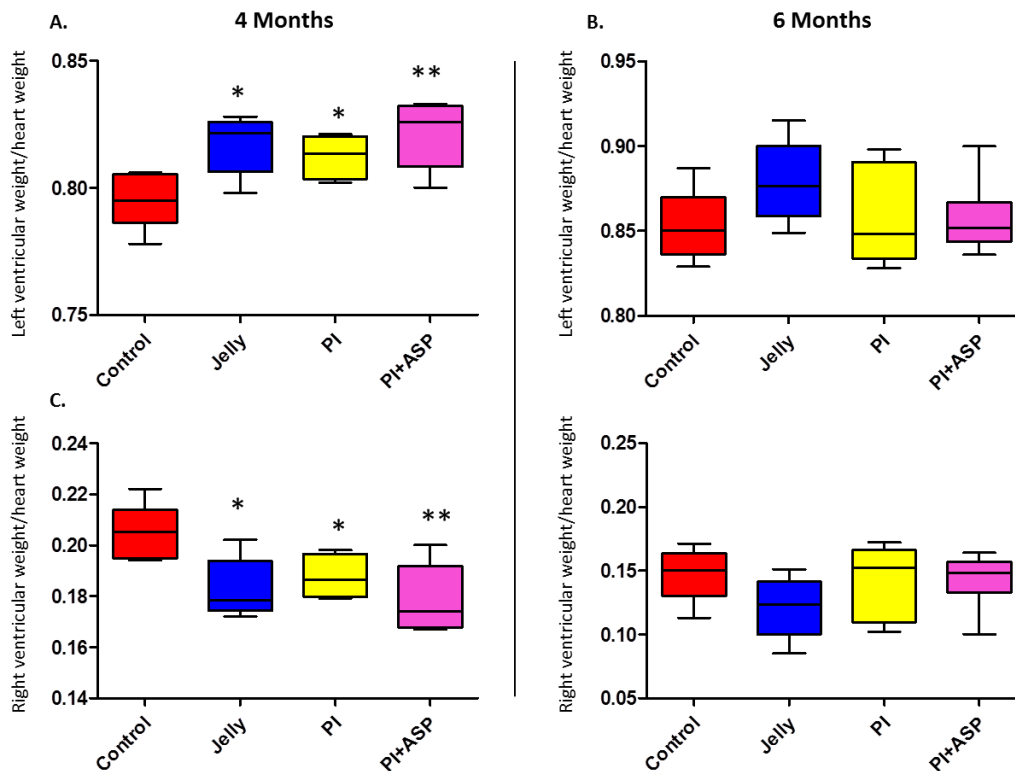 A.
4 Months
Left ventricular weight/heart weight
0.85
0.80
0.75
*
*
**
Control
Jelly
PI
PI+ASP
B.
6 Months
Left ventricular weight/heart weight
0.95
0.90
0.85
0.80
Control
Jelly
PI
PI+ASP
C.
Right ventricular weight/heart weight
0.24
0.22
0.20
0.18
0.16
0.14
*
*
**
Control
Jelly
PI
PI+ASP
Right ventricular weight/heart weight
0.25
0.20
0.15
0.10
0.05
Control
Jelly
PI
PI+ASP